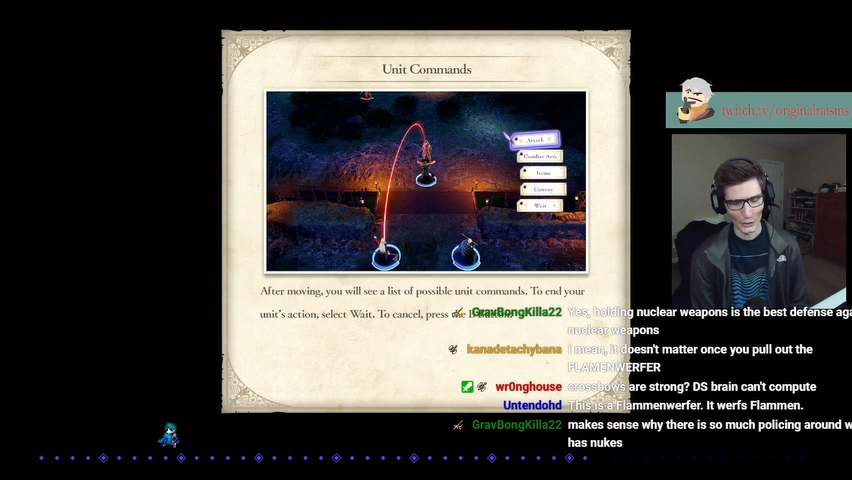 Unit Commands
Attack
Combat Arts
Items
Convoy
Wait
After moving, you will see a list of possible unit commands. To end your
unit's action, select Wait. To cancel, press the B Button.
twitch.tv/originalraisins
GravBongKilla22 Yes, holding nuclear weapons is the best defense aga
nuclear weapons
kanadetachybana I mean, it doesn't matter once you pull out the
FLAMENWERFER
wr0nghouse crossbows are strong? DS brain can't compute
Untendohd This is a Flammenwerfer. It werfs Flammen.
GravBongKilla22 makes sense why there is so much policing around w
has nukes